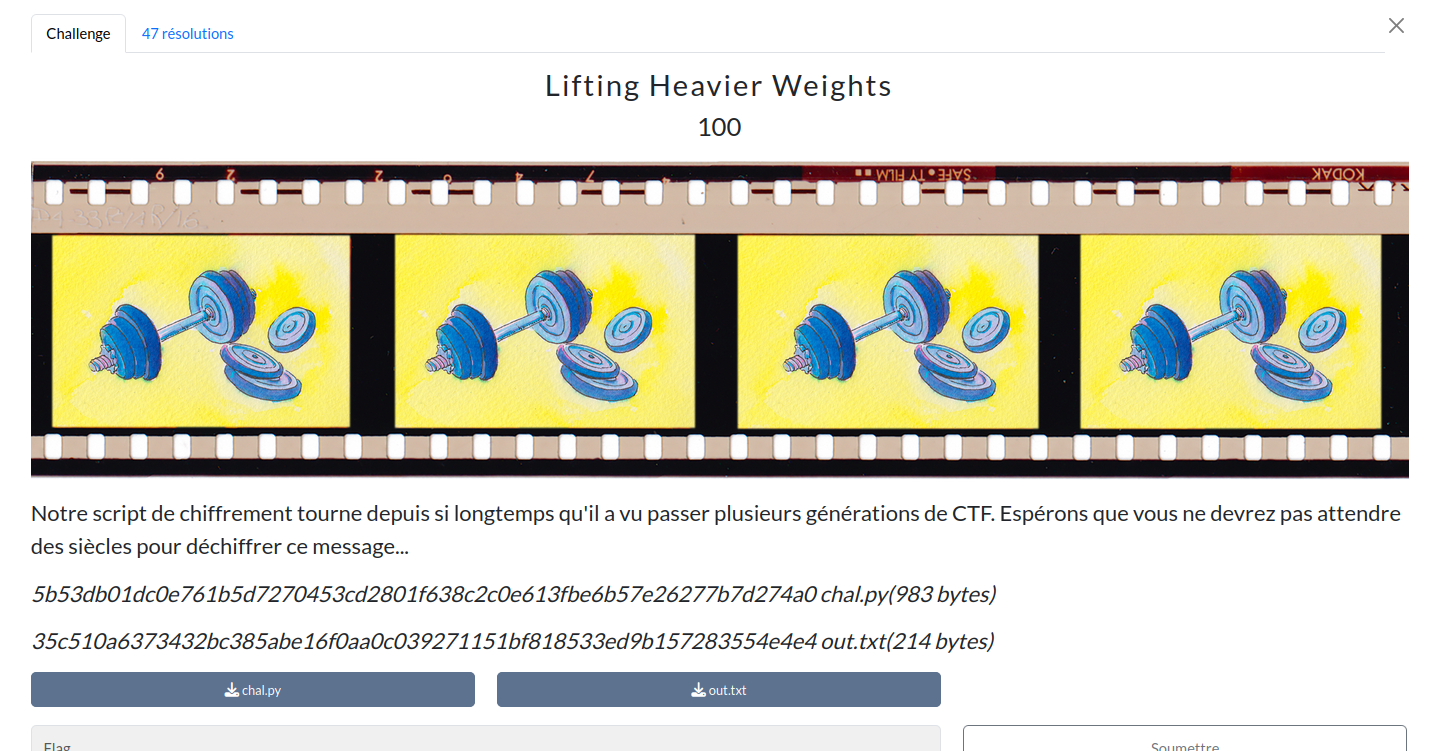 Challenge
47 résolutions
Lifting Heavier Weights
100
KODAK
SAFE•TY FILM
Notre script de chiffrement tourne depuis si longtemps qu'il a vu passer plusieurs générations de CTF. Espérons que vous ne devrez pas attendre
des siècles pour déchiffrer ce message...
5b53db01dc0e761b5d7270453cd2801f638c2c0e613fbe6b57e26277b7d274a0 chal.py(983 bytes)
35c510a6373432bc385abe16f0aa0c039271151bf818533ed9b157283554e4e4 out.txt(214 bytes)
chal.py
out.txt
Flag
Soumettre